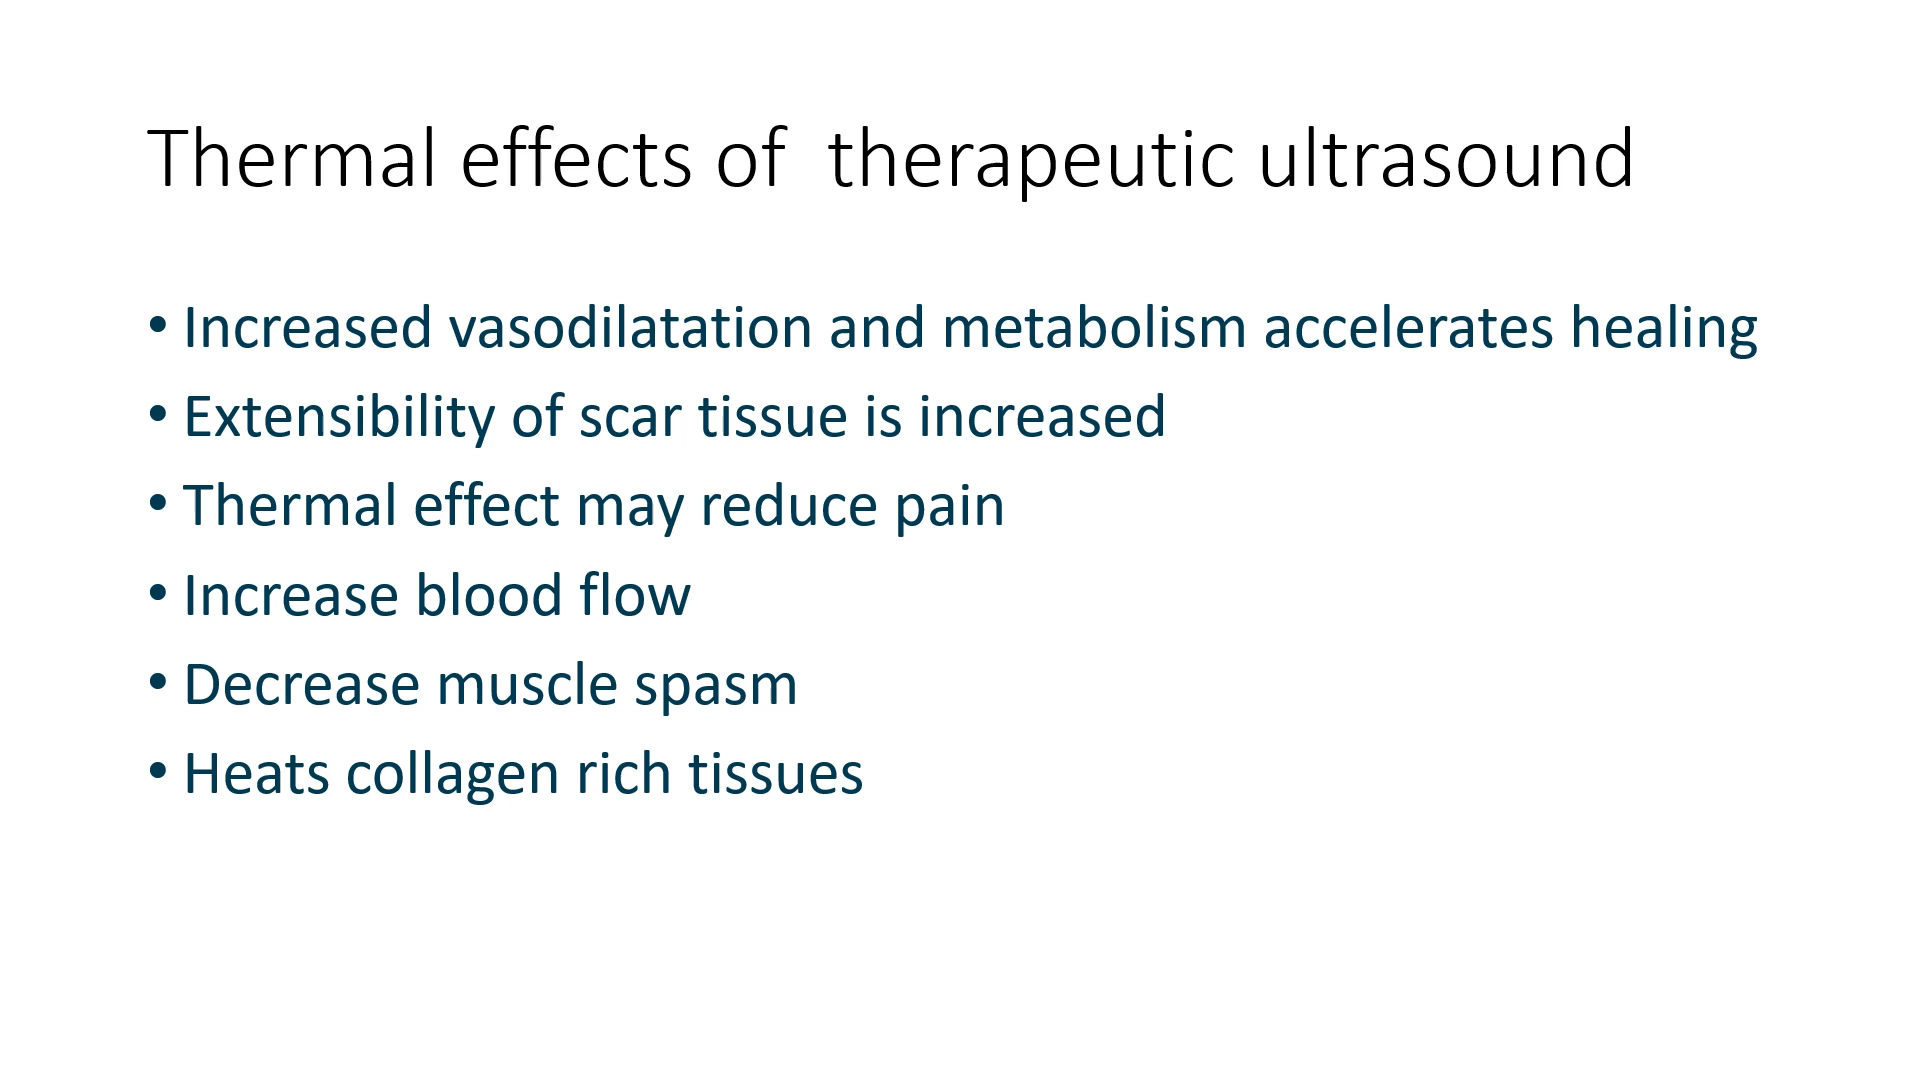 Thermal effects of  therapeutic ultrasound
• Increased vasodilatation and metabolism accelerates healing
• Extensibility of scar tissue is increased
• Thermal effect may reduce pain
• Increase blood flow
• Decrease muscle spasm
• Heats collagen rich tissues